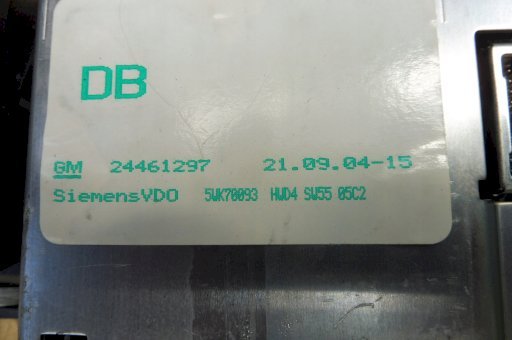 DB
GM 24461297 21.09.04-15
SiemensVDO 5WK70093 HWD4 SW55 05C2